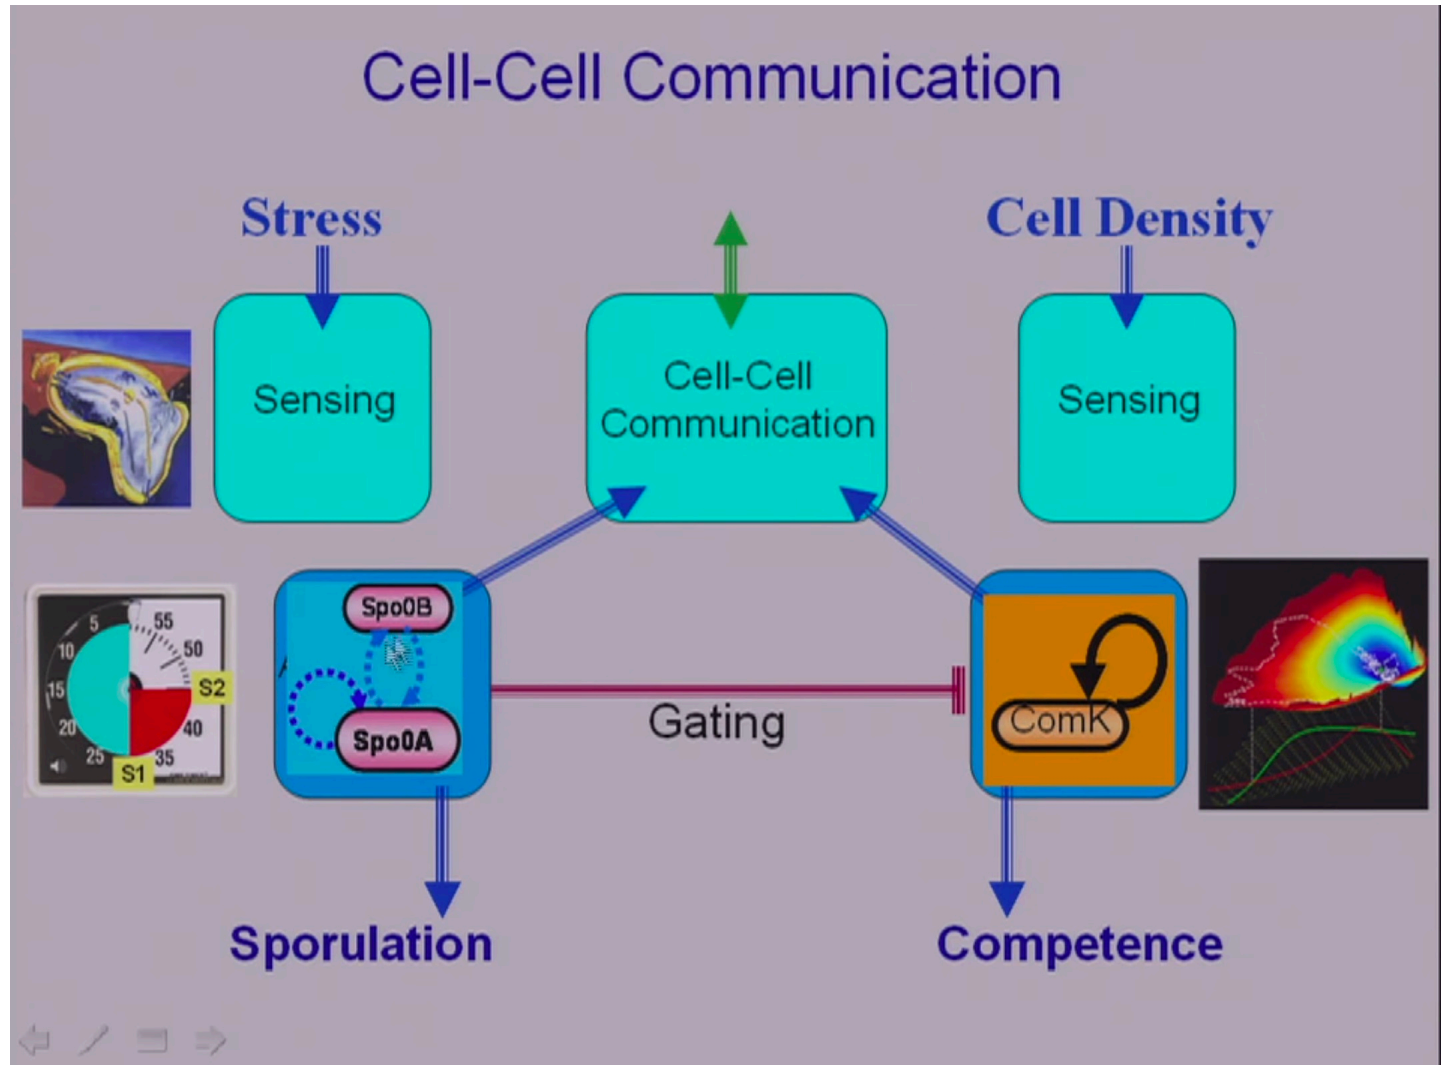 Cell-Cell Communication
Stress
Cell Density
Sensing
Cell-Cell
Communication
Sensing
Spo0B
Spo0A
Gating
ComK
5
10
15
20
25
35
40
50
55
S1
S2
Sporulation
Competence